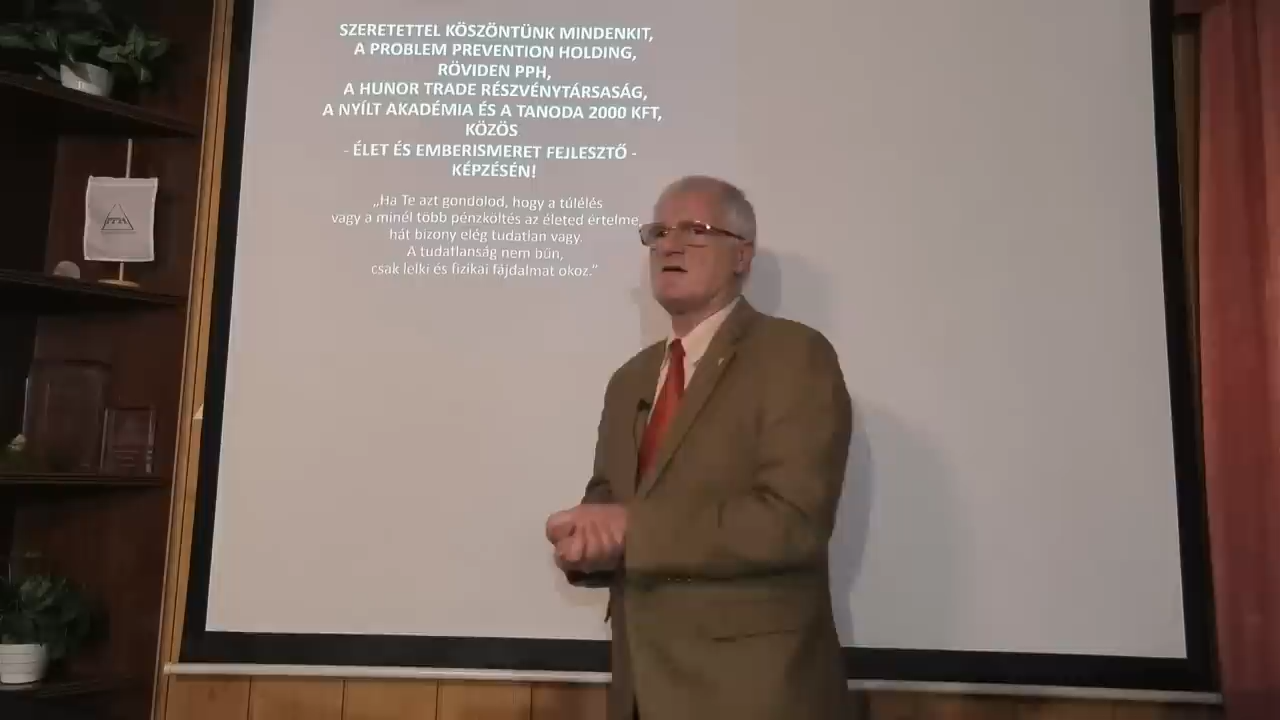 SZERETETTEL KÖSZÖNTÜNK MINDENKIT,
A PROBLEM PREVENTION HOLDING,
RÖVIDEN PPH,
A HUNOR TRADE RÉSZVÉNYTÁRSASÁG,
A NYÍLT AKADÉMIA ÉS A TANODA 2000 KFT,
KÖZÖS
- ÉLET ÉS EMBERISMERET FEJLESZTŐ -
KÉPZÉSÉN!
„Ha Te azt gondolod, hogy a túlélés
vagy a minél több pénzköltés az életed értelme,
hát bizony elég tudatlan vagy.
A tudatlanság nem bűn,
csak lelki és fizikai fájdalmat okoz.”